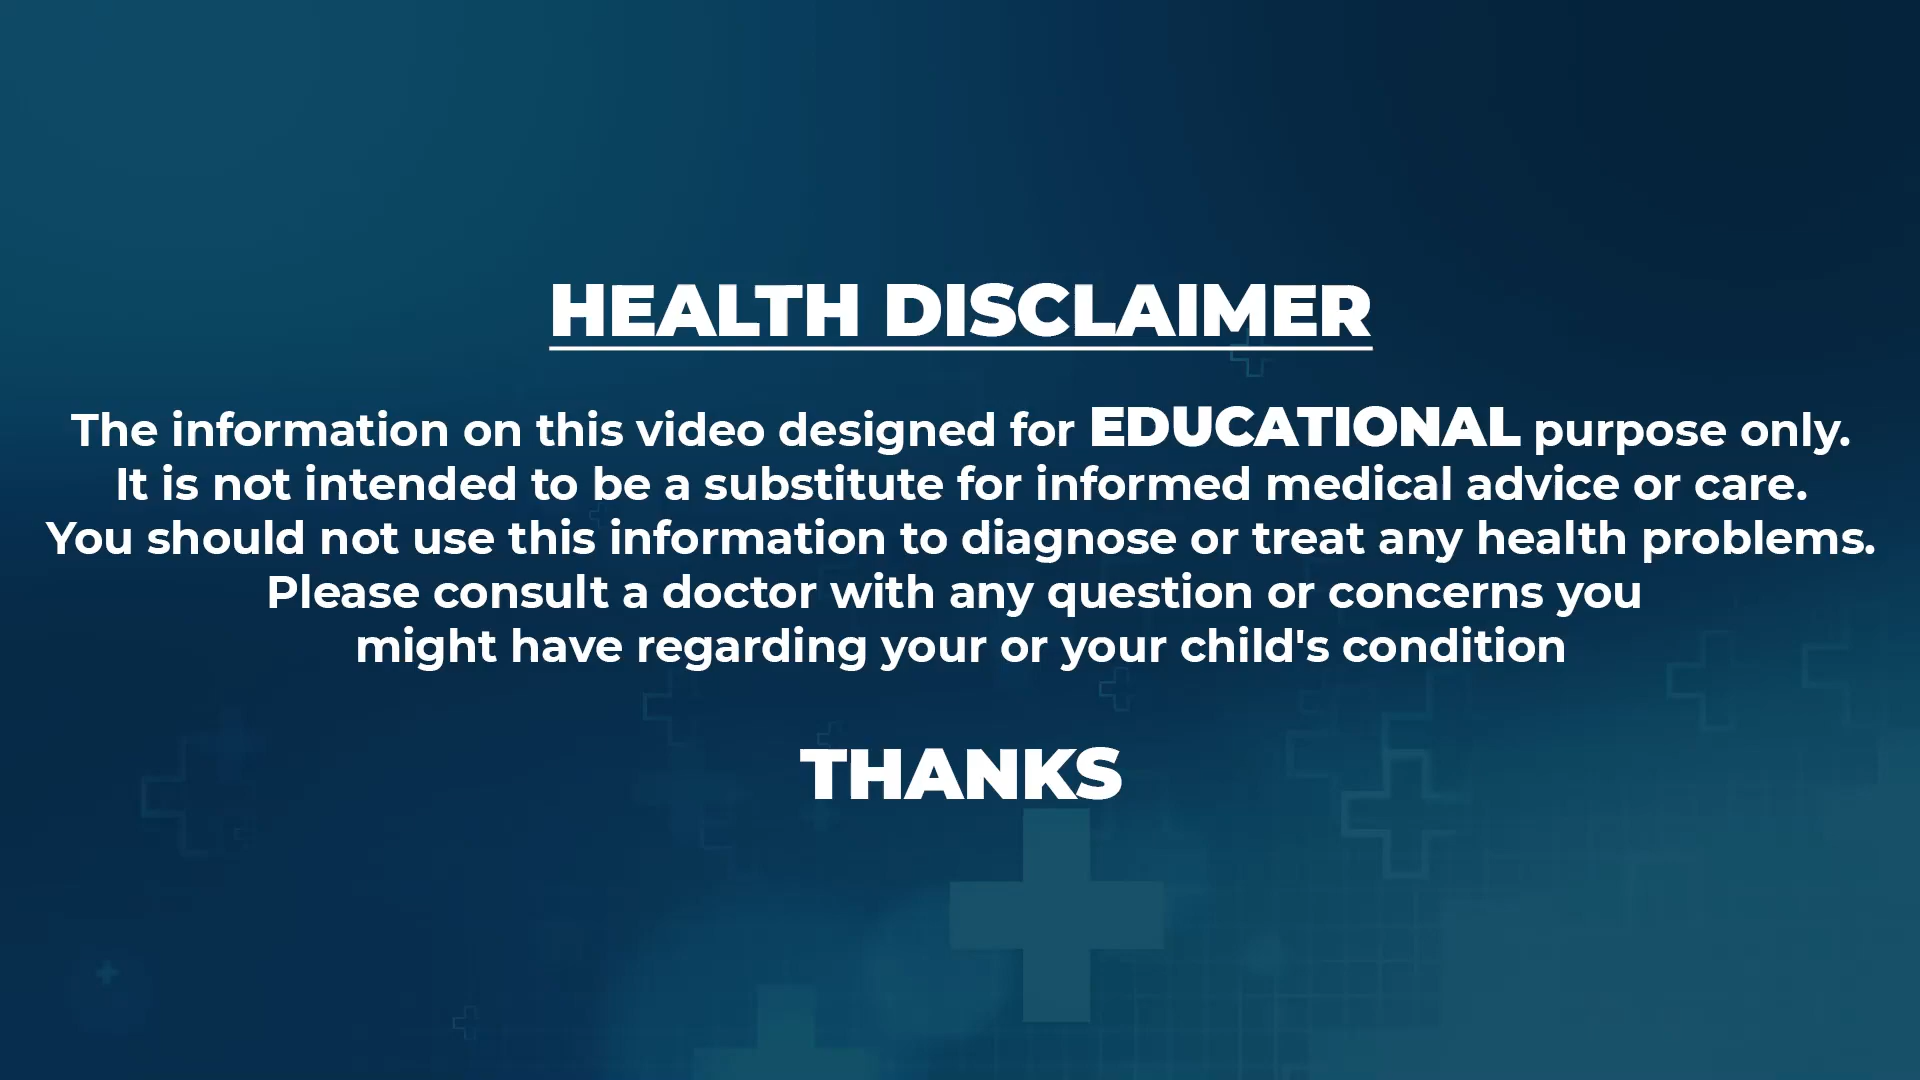 HEALTH DISCLAIMER
The information on this video designed for EDUCATIONAL purpose only.
It is not intended to be a substitute for informed medical advice or care.
You should not use this information to diagnose or treat any health problems.
Please consult a doctor with any question or concerns you
might have regarding your or your child's condition
THANKS